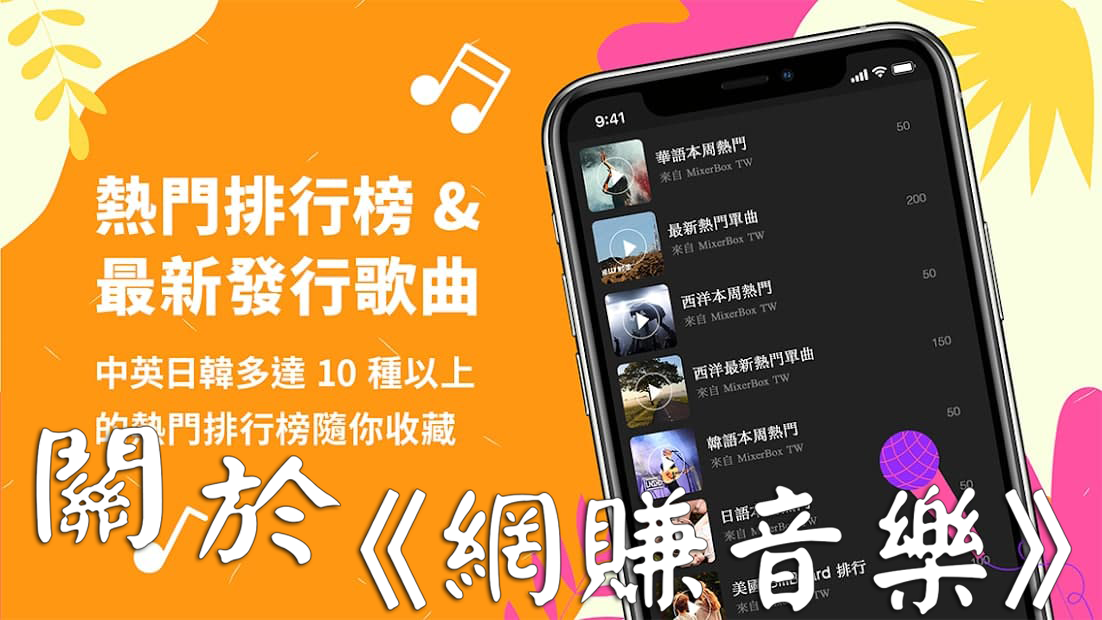 熱門排行榜 &
最新發行歌曲
中英日韓多達 10 種以上
的熱門排行榜隨你收藏
9:41
華語本周熱門
50
來自 MixerBox TW
最新熱門單曲
200
來自 MixerBox TW
西洋本周熱門
50
來自 MixerBox TW
西洋最新熱門單曲
150
來自 MixerBox TW
韓語本周熱門
50
來自 MixerBox TW
日語本
50
來自
美國 Billboard 排行
100
來自
關於《網賺音樂》